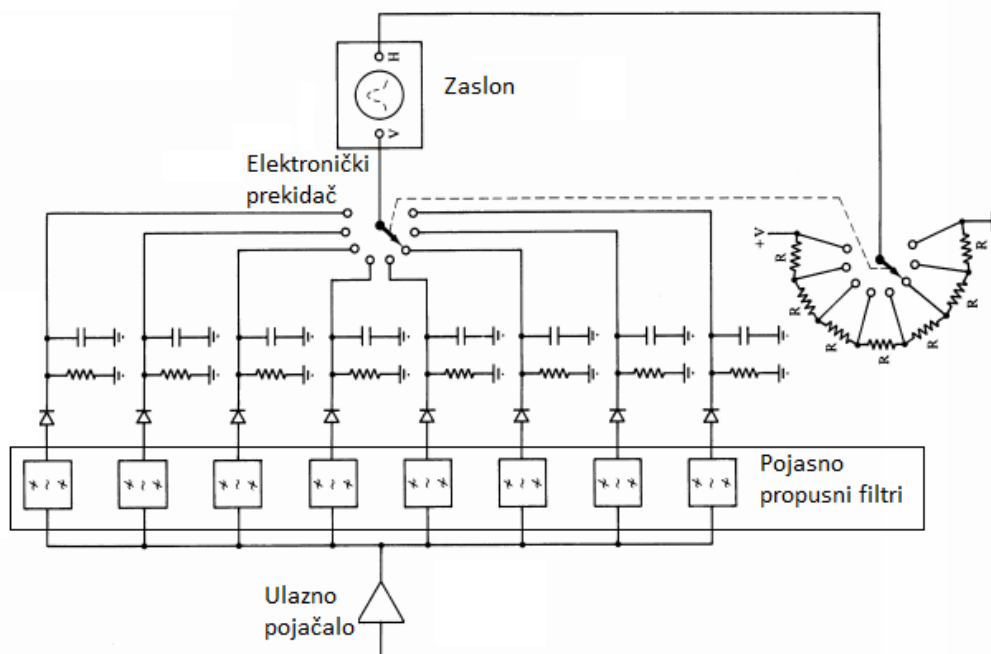 H
Zaslon
V
Elektronički
prekidač
+V
R
R
R
R
R
R
R
Pojasno
propusni filtri
Ulazno
pojačalo